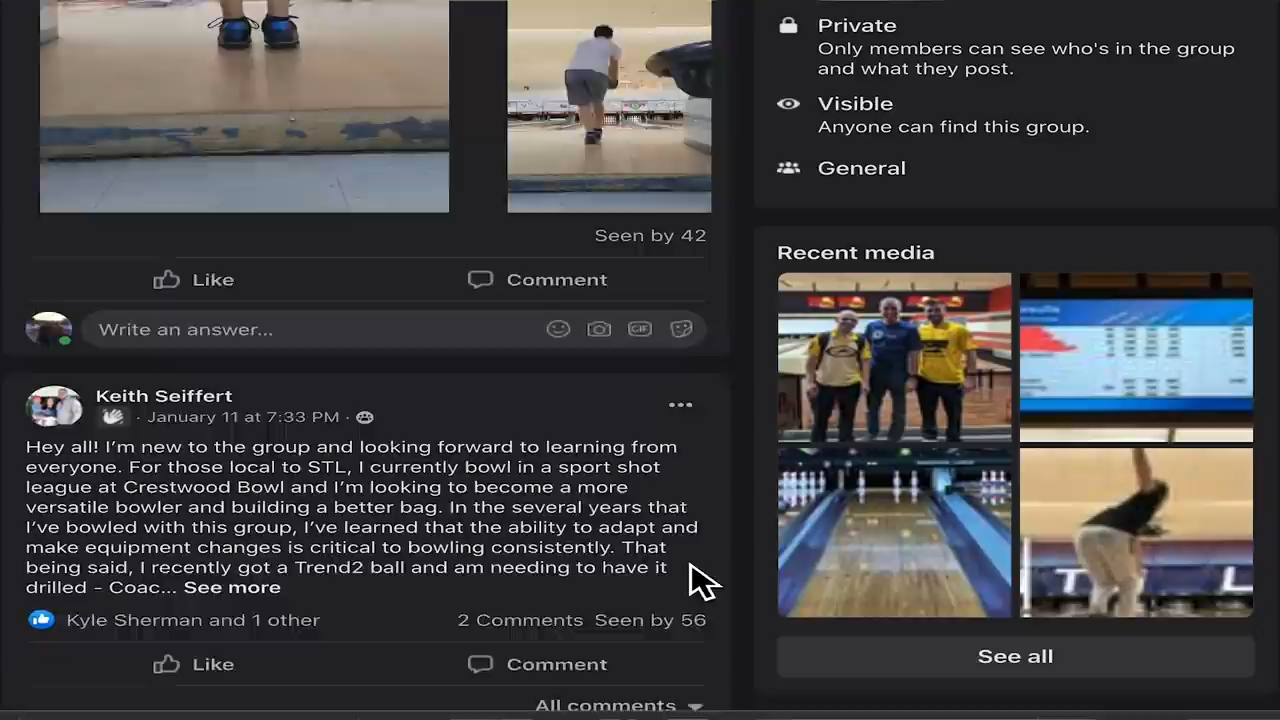 Seen by 42
Like
Comment
Write an answer...
GIF
Keith Seiffert
· January 11 at 7:33 PM ·
Hey all! I'm new to the group and looking forward to learning from
everyone. For those local to STL, I currently bowl in a sport shot
league at Crestwood Bowl and I'm looking to become a more
versatile bowler and building a better bag. In the several years that
I've bowled with this group, I've learned that the ability to adapt and
make equipment changes is critical to bowling consistently. That
being said, I recently got a Trend2 ball and am needing to have it
drilled - Coac... See more
Kyle Sherman and 1 other
2 Comments Seen by 56
Like
Comment
All comments
Private
Only members can see who's in the group
and what they post.
Visible
Anyone can find this group.
General
Recent media
See all